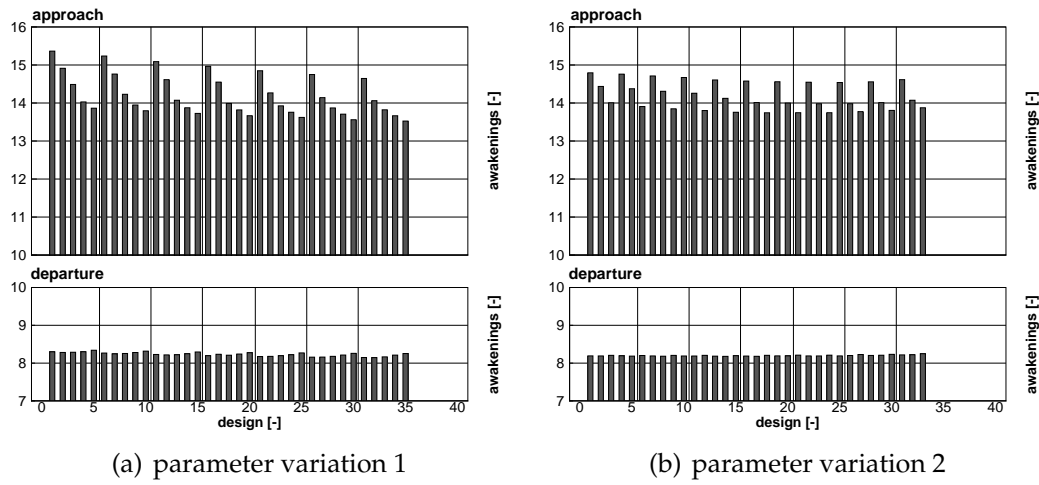 approach
16
15
14
13
12
11
10
awakenings [-]
departure
10
9
8
7
awakenings [-]
0 5 10 15 20 25 30 35 40
design [-]
(a) parameter variation 1
approach
16
15
14
13
12
11
10
awakenings [-]
departure
10
9
8
7
awakenings [-]
0 5 10 15 20 25 30 35 40
design [-]
(b) parameter variation 2